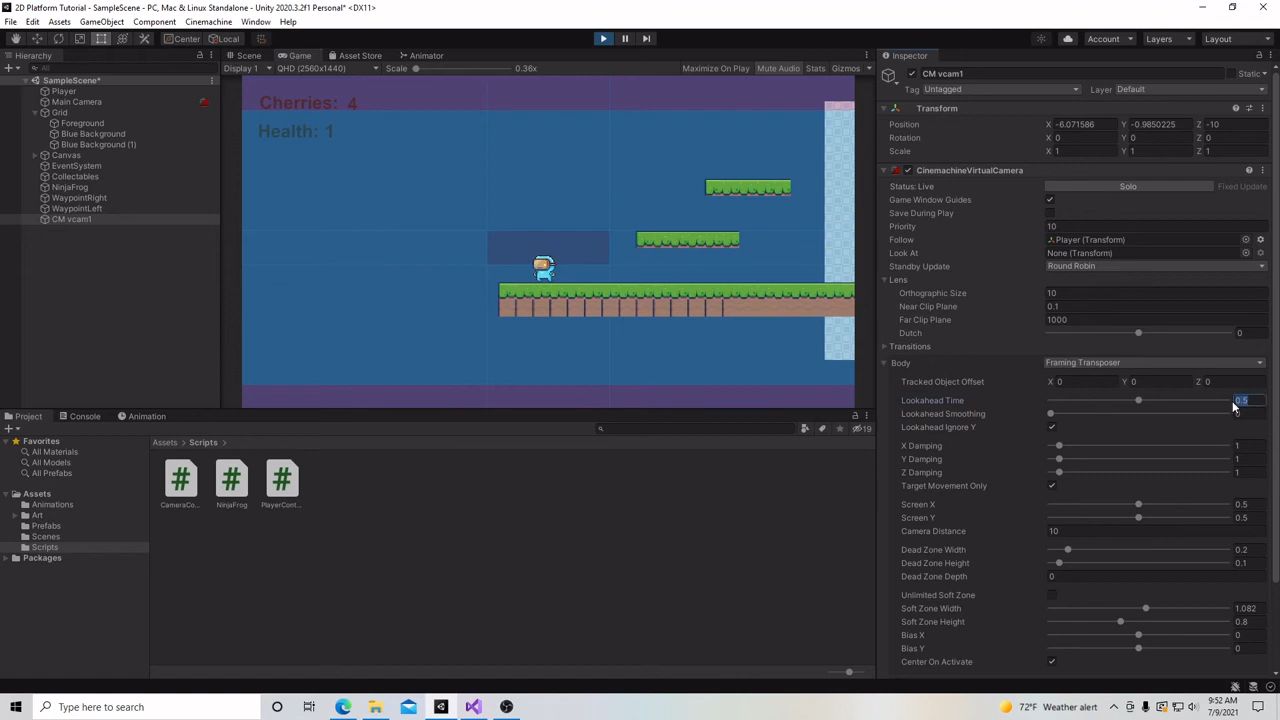 2D Platform Tutorial - SampleScene - PC, Mac & Linux Standalone - Unity 2020.3.2f1 Personal* <DX11>
File Edit Assets GameObject Component Cinemachine Window Help
Center Local Account Layers Layout
Hierarchy Scene Game Asset Store Animator Inspector
All Display 1 QHD (2560x1440) Scale 0.36x Maximize On Play Mute Audio Stats Gizmos CM vcam1 Static
SampleScene*
Player
Main Camera
Grid
Foreground
Blue Background
Blue Background (1)
Canvas
EventSystem
Collectables
NinjaFrog
WaypointRight
WaypointLeft
CM vcam1
Cherries: 4
Health: 1
Tag Untagged Layer Default
Transform
Position X -6.071586 Y -0.9850225 Z -10
Rotation X 0 Y 0 Z 0
Scale X 1 Y 1 Z 1
CinemachineVirtualCamera
Status: Live Solo Fixed Update
Game Window Guides
Save During Play
Priority 10
Follow Player (Transform)
Look At None (Transform)
Standby Update Round Robin
Lens
Orthographic Size 10
Near Clip Plane 0.1
Far Clip Plane 1000
Dutch 0
Transitions
Body Framing Transposer
Tracked Object Offset X 0 Y 0 Z 0
Lookahead Time 0.5
Lookahead Smoothing
Lookahead Ignore Y
X Damping 1
Y Damping 1
Z Damping 1
Target Movement Only
Screen X 0.5
Screen Y 0.5
Camera Distance 10
Dead Zone Width 0.2
Dead Zone Height 0.1
Dead Zone Depth 0
Unlimited Soft Zone
Soft Zone Width 1.082
Soft Zone Height 0.8
Bias X 0
Bias Y 0
Center On Activate
Project Console Animation
19
Favorites
All Materials
All Models
All Prefabs
Assets
Animations
Art
Prefabs
Scenes
Scripts
Packages
Assets Scripts
CameraCo... NinjaFrog PlayerCont...
Type here to search
72°F Weather alert
9:52 AM
7/9/2021